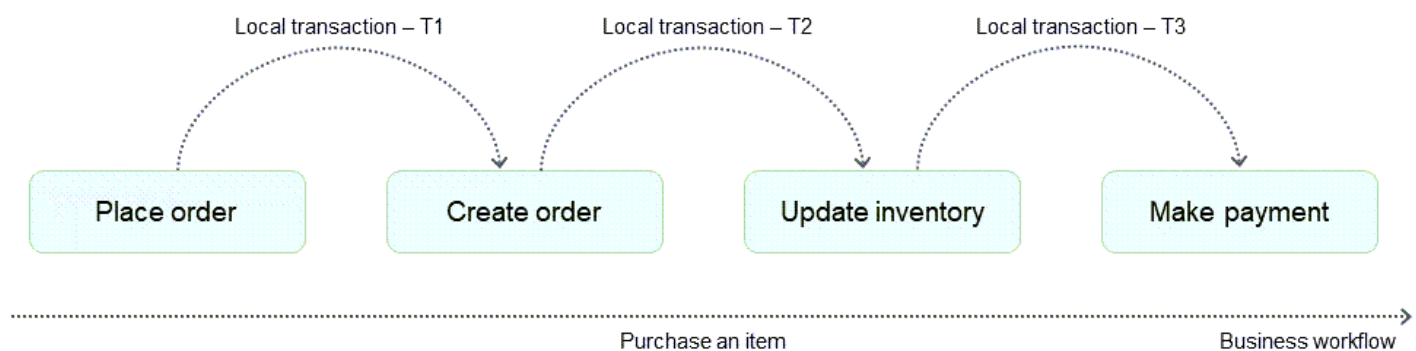 Local transaction – T1
Local transaction – T2
Local transaction – T3
Place order
Create order
Update inventory
Make payment
Purchase an item
Business workflow